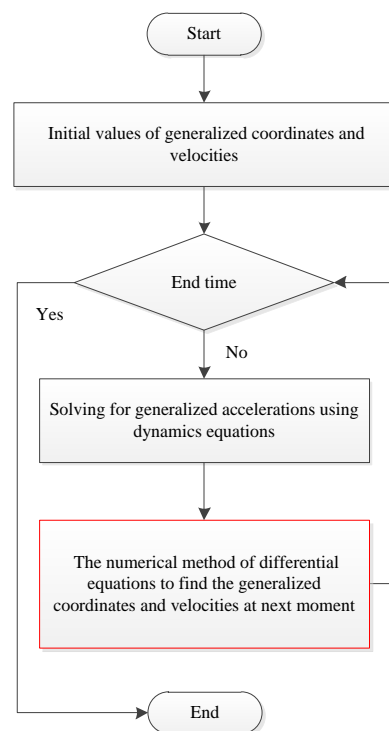 Start
Initial values of generalized coordinates and
velocities
End time
Yes
No
Solving for generalized accelerations using
dynamics equations
The numerical method of differential
equations to find the generalized
coordinates and velocities at next moment
End